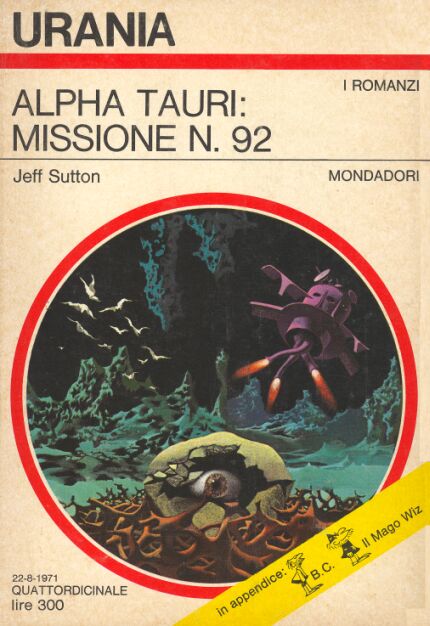 URANIA
I ROMANZI
ALPHA TAURI:
MISSIONE N. 92
Jeff Sutton
MONDADORI
22-8-1971
QUATTORDICINALE
lire 300
in appendice:
B.C.
Il Mago Wiz